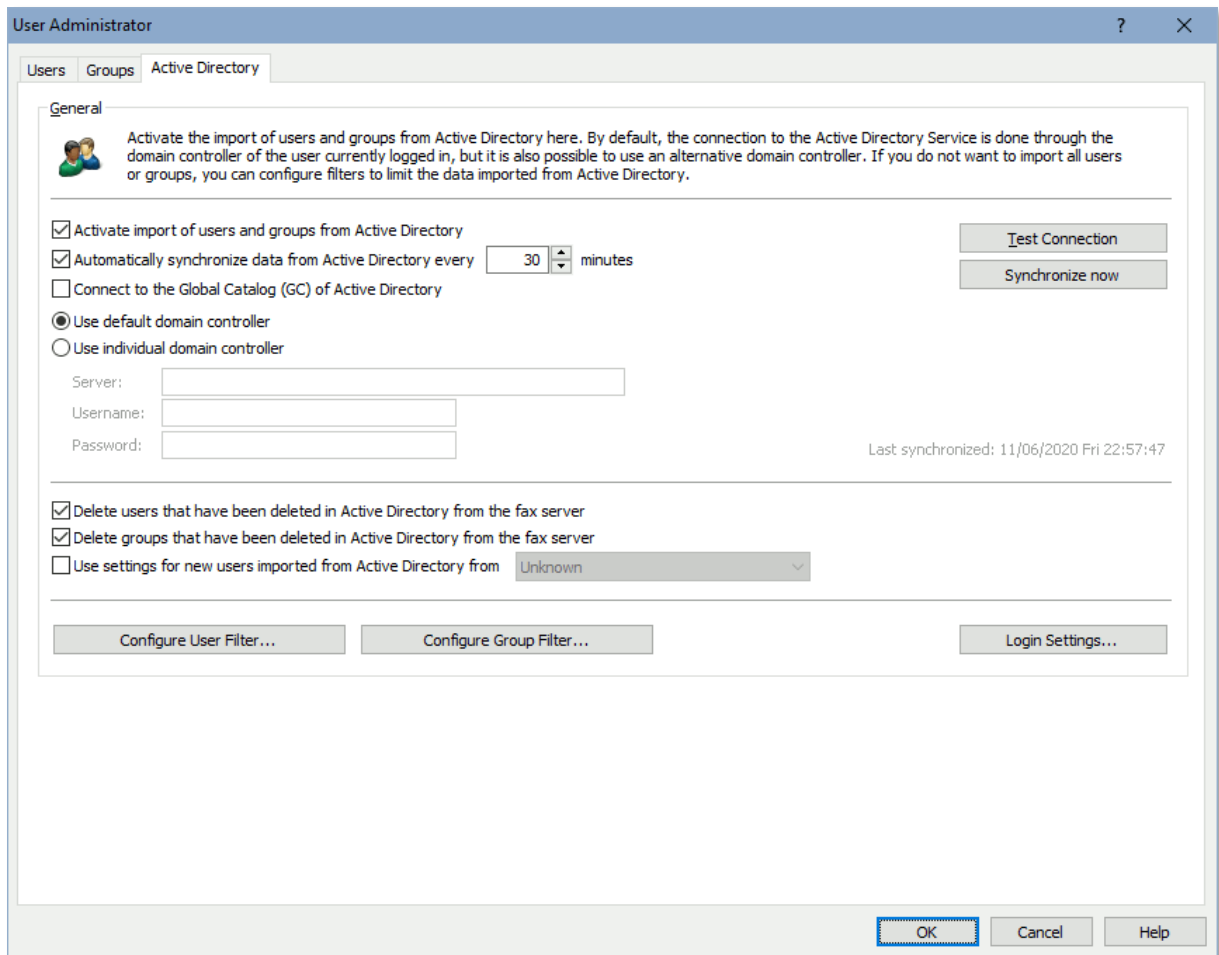 User Administrator
?
Users Groups Active Directory
General
Activate the import of users and groups from Active Directory here. By default, the connection to the Active Directory Service is done through the
domain controller of the user currently logged in, but it is also possible to use an alternative domain controller. If you do not want to import all users
or groups, you can configure filters to limit the data imported from Active Directory.
Activate import of users and groups from Active Directory
Test Connection
Automatically synchronize data from Active Directory every 30 minutes
Synchronize now
Connect to the Global Catalog (GC) of Active Directory
Use default domain controller
Use individual domain controller
Server:
Username:
Password:
Last synchronized: 11/06/2020 Fri 22:57:47
Delete users that have been deleted in Active Directory from the fax server
Delete groups that have been deleted in Active Directory from the fax server
Use settings for new users imported from Active Directory from Unknown
Configure User Filter... Configure Group Filter... Login Settings...
OK Cancel Help